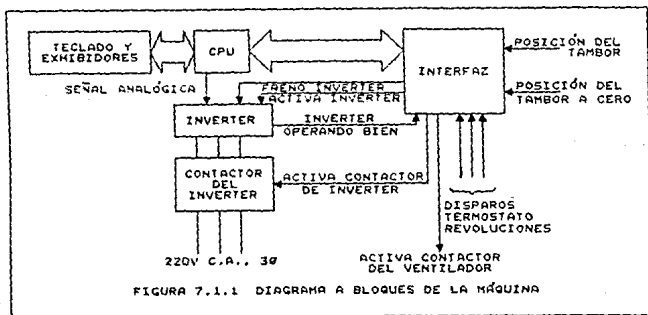 TECLADO Y
EXHIBIDORES
CPU
INTERFAZ
POSICIÓN DEL
TAMBOR
POSICIÓN DEL
TAMBOR A CERO
SEÑAL ANALÓGICA
FRENO INVERTER
ACTIVA INVERTER
INVERTER
INVERTER
OPERANDO BIEN
CONTACTOR
DEL
INVERTER
ACTIVA CONTACTOR
DE INVERTER
DISPAROS
TERMOSTATO
REVOLUCIONES
220V C.A., 3Ø
ACTIVA CONTACTOR
DEL VENTILADOR
FIGURA 7.1.1 DIAGRAMA A BLOQUES DE LA MÁQUINA